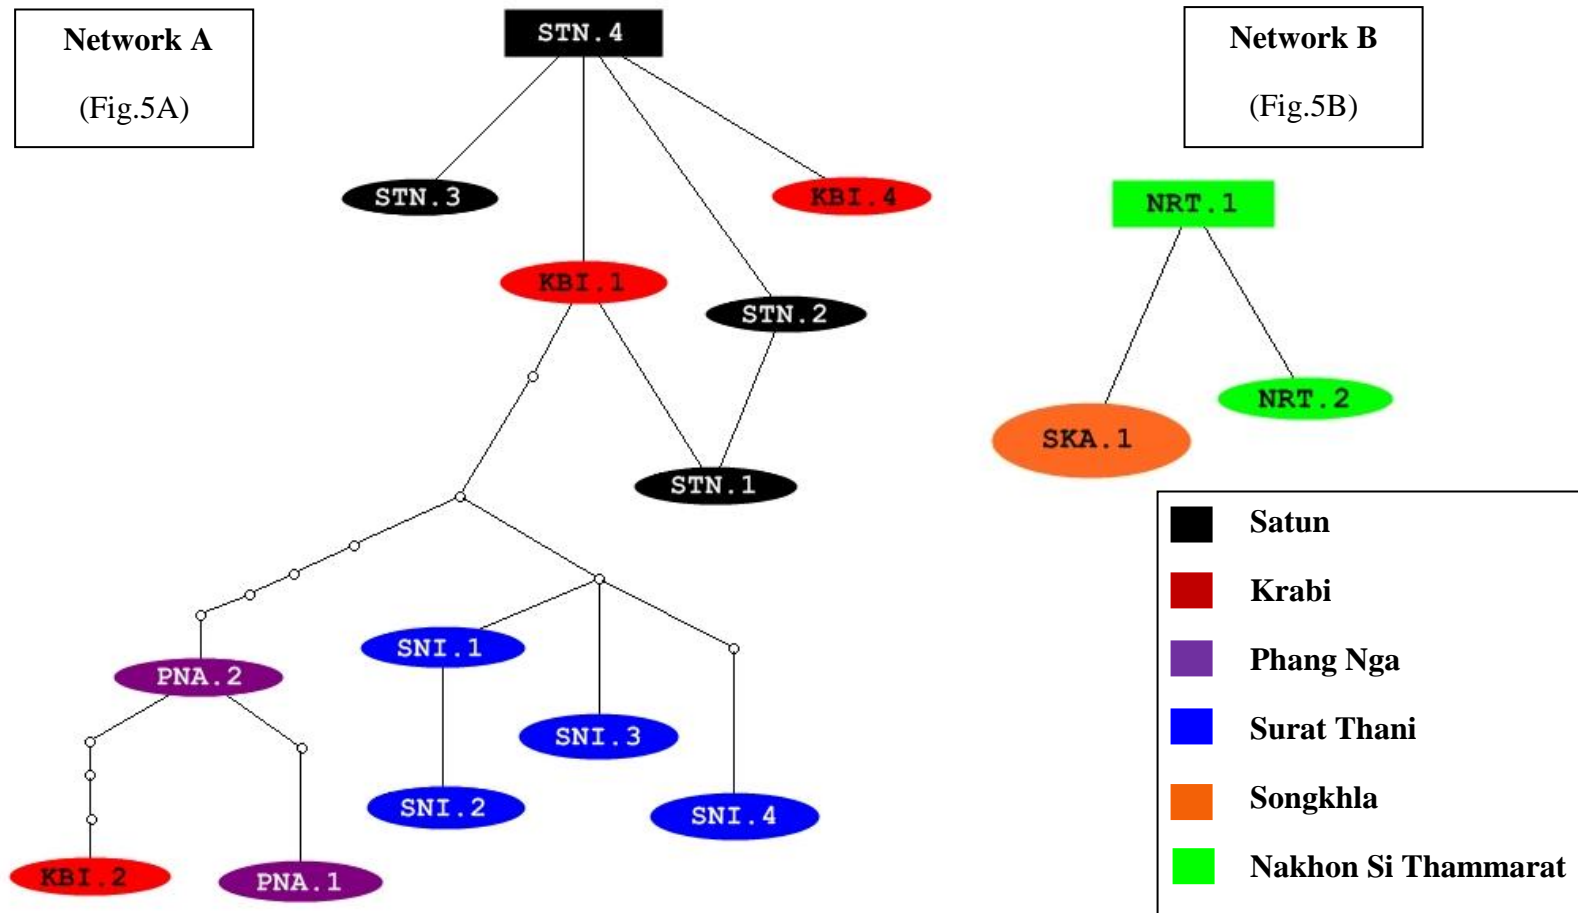 Network A
(Fig.5A)
STN.4
Network B
(Fig.5B)
STN.3
KBI.4
NRT.1
KBI.1
STN.2
NRT.2
SKA.1
STN.1
SNI.1
PNA.2
SNI.3
SNI.2
SNI.4
KBI.2
PNA.1
Satun
Krabi
Phang Nga
Surat Thani
Songkhla
Nakhon Si Thammarat